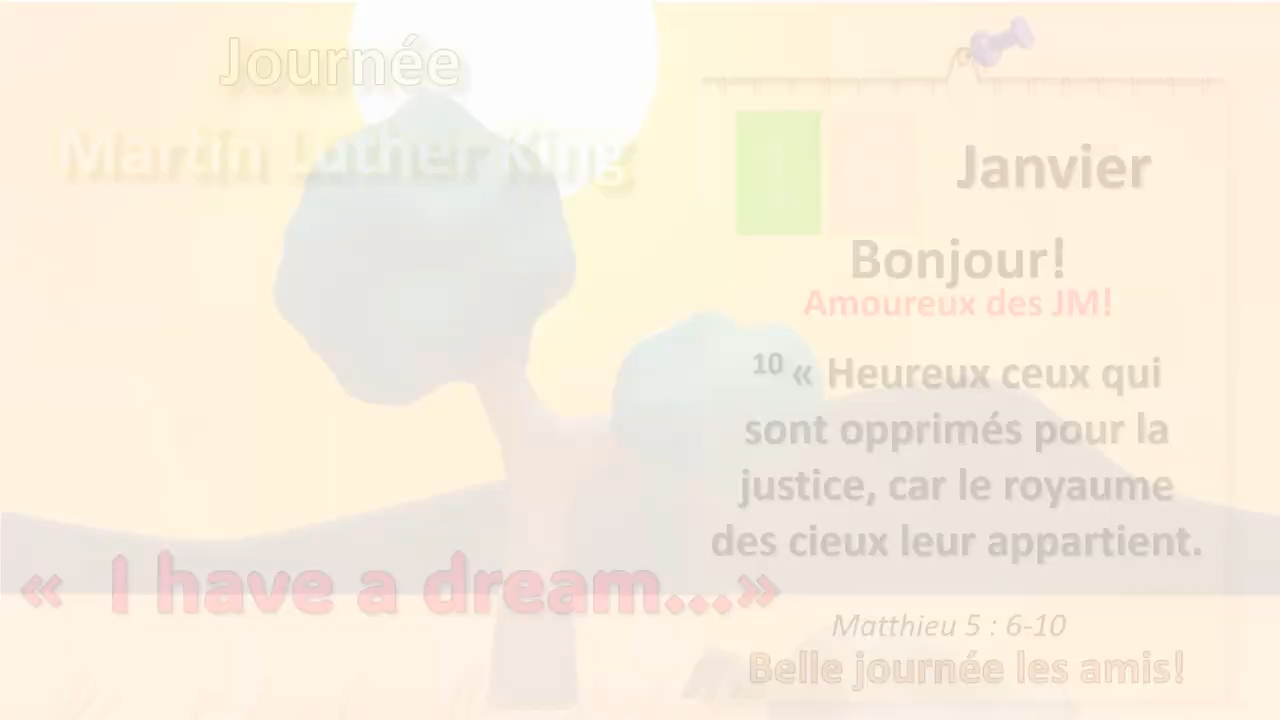 Journée
Martin Luther King
« I have a dream...»
Janvier
Bonjour!
Amoureux des JM!
10 « Heureux ceux qui
sont opprimés pour la
justice, car le royaume
des cieux leur appartient.
Matthieu 5 : 6-10
Belle journée les amis!